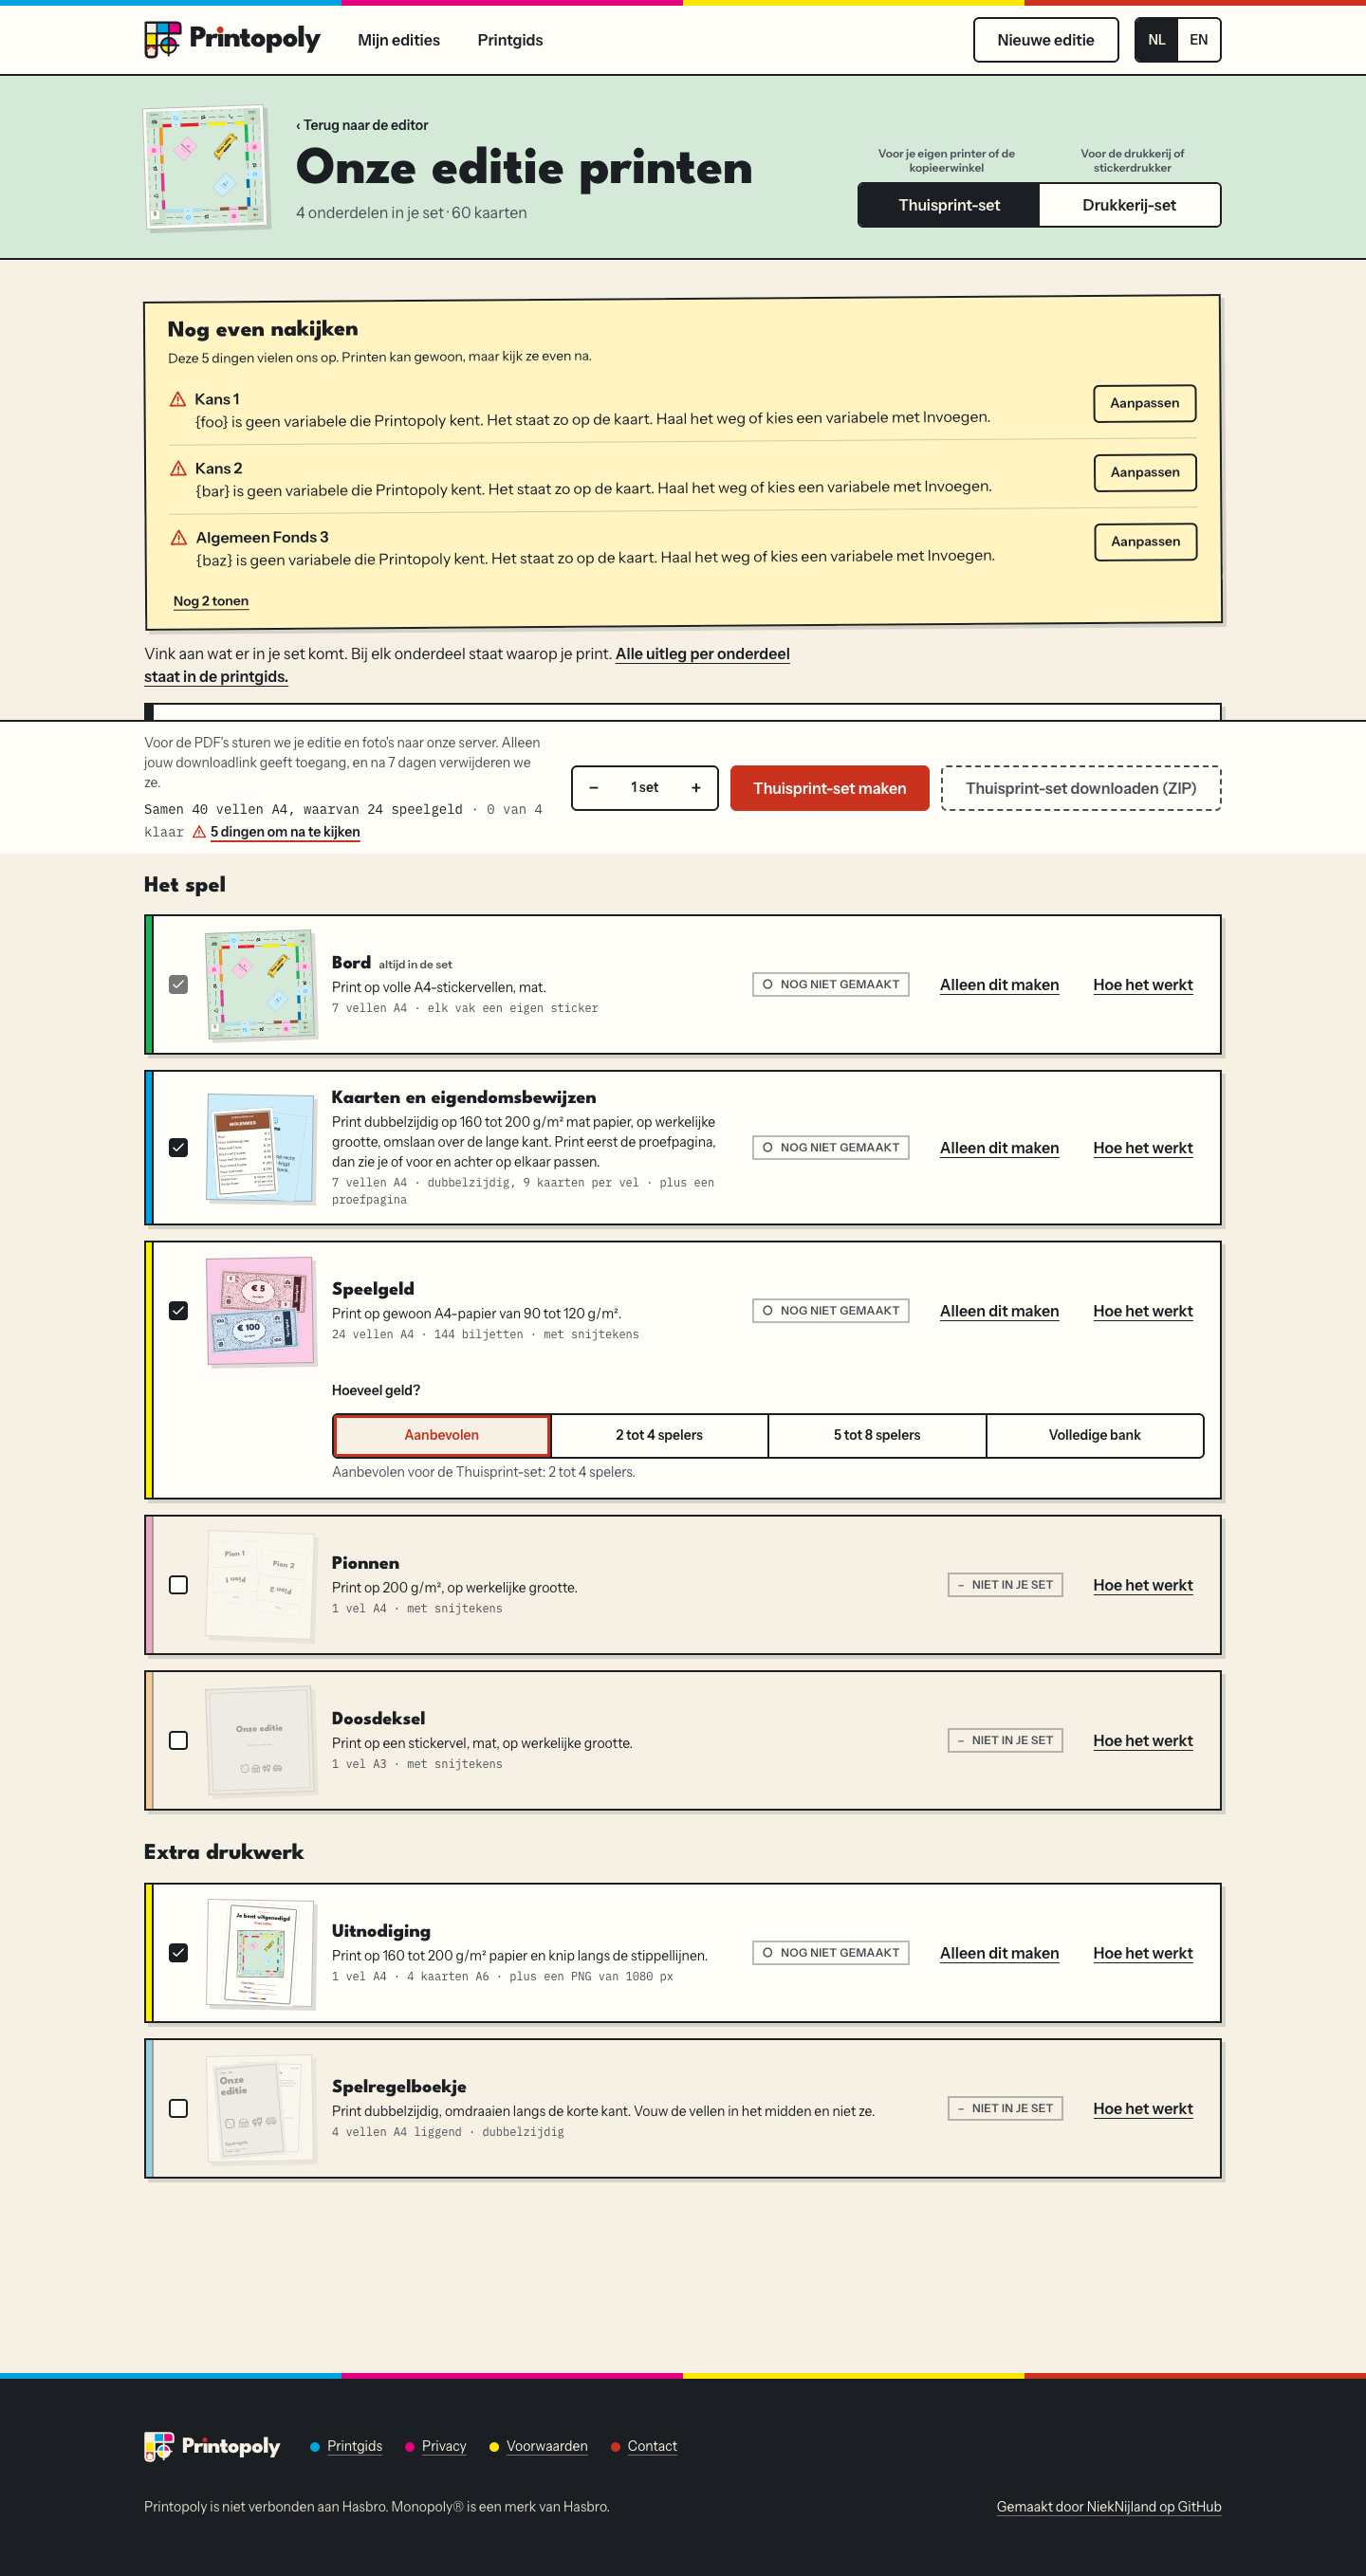 Printopoly
Mijn edities
Printgids
Nieuwe editie
NL
EN
‹ Terug naar de editor
Onze editie printen
4 onderdelen in je set · 60 kaarten
Voor je eigen printer of de
kopieerwinkel
Voor de drukkerij of
stickerdrukker
Thuisprint-set
Drukkerij-set
Nog even nakijken
Deze 5 dingen vielen ons op. Printen kan gewoon, maar kijk ze even na.
Kans 1
{foo} is geen variabele die Printopoly kent. Het staat zo op de kaart. Haal het weg of kies een variabele met Invoegen.
Aanpassen
Kans 2
{bar} is geen variabele die Printopoly kent. Het staat zo op de kaart. Haal het weg of kies een variabele met Invoegen.
Aanpassen
Algemeen Fonds 3
{baz} is geen variabele die Printopoly kent. Het staat zo op de kaart. Haal het weg of kies een variabele met Invoegen.
Aanpassen
Nog 2 tonen
Vink aan wat er in je set komt. Bij elk onderdeel staat waarop je print. Alle uitleg per onderdeel
staat in de printgids.
Voor de PDF's sturen we je editie en foto's naar onze server. Alleen
jouw downloadlink geeft toegang, en na 7 dagen verwijderen we
ze.
Samen 40 vellen A4, waarvan 24 speelgeld · 0 van 4
klaar 5 dingen om na te kijken
− 1 set +
Thuisprint-set maken
Thuisprint-set downloaden (ZIP)
Het spel
Bord altijd in de set
Print op volle A4-stickervellen, mat.
7 vellen A4 · elk vak een eigen sticker
NOG NIET GEMAAKT
Alleen dit maken
Hoe het werkt
MOLENWEG
Kaarten en eigendomsbewijzen
Print dubbelzijdig op 160 tot 200 g/m² mat papier, op werkelijke
grootte, omslaan over de lange kant. Print eerst de proefpagina,
dan zie je of voor en achter op elkaar passen.
7 vellen A4 · dubbelzijdig, 9 kaarten per vel · plus een
proefpagina
NOG NIET GEMAAKT
Alleen dit maken
Hoe het werkt
€ 5
€ 100
Speelgeld
Print op gewoon A4-papier van 90 tot 120 g/m².
24 vellen A4 · 144 biljetten · met snijtekens
NOG NIET GEMAAKT
Alleen dit maken
Hoe het werkt
Hoeveel geld?
Aanbevolen
2 tot 4 spelers
5 tot 8 spelers
Volledige bank
Aanbevolen voor de Thuisprint-set: 2 tot 4 spelers.
Pion 1
Pion 2
Pion 1
Pion 2
Pionnen
Print op 200 g/m², op werkelijke grootte.
1 vel A4 · met snijtekens
– NIET IN JE SET
Hoe het werkt
Onze editie
Doosdeksel
Print op een stickervel, mat, op werkelijke grootte.
1 vel A3 · met snijtekens
– NIET IN JE SET
Hoe het werkt
Extra drukwerk
Je bent uitgenodigd
Uitnodiging
Print op 160 tot 200 g/m² papier en knip langs de stippellijnen.
1 vel A4 · 4 kaarten A6 · plus een PNG van 1080 px
NOG NIET GEMAAKT
Alleen dit maken
Hoe het werkt
Onze
editie
Spelregels
Spelregelboekje
Print dubbelzijdig, omdraaien langs de korte kant. Vouw de vellen in het midden en niet ze.
4 vellen A4 liggend · dubbelzijdig
– NIET IN JE SET
Hoe het werkt
Printopoly
Printgids
Privacy
Voorwaarden
Contact
Printopoly is niet verbonden aan Hasbro. Monopoly® is een merk van Hasbro.
Gemaakt door NiekNijland op GitHub